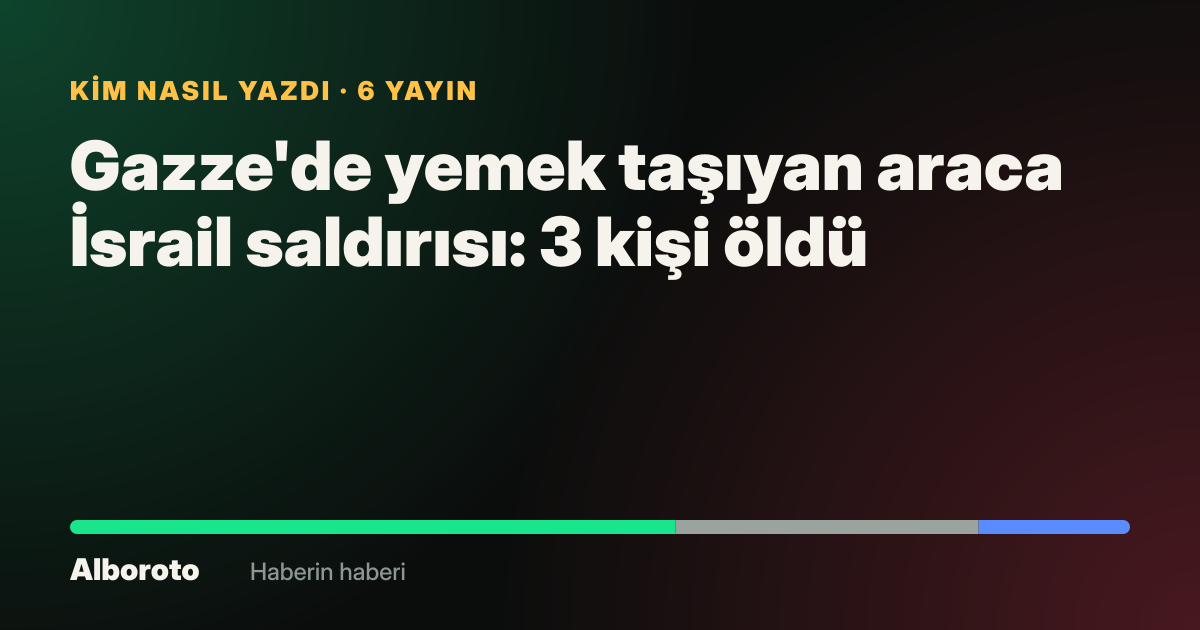 KİM NASIL YAZDI · 6 YAYIN
Gazze'de yemek taşıyan araca
İsrail saldırısı: 3 kişi öldü
Alboroto
Haberin haberi